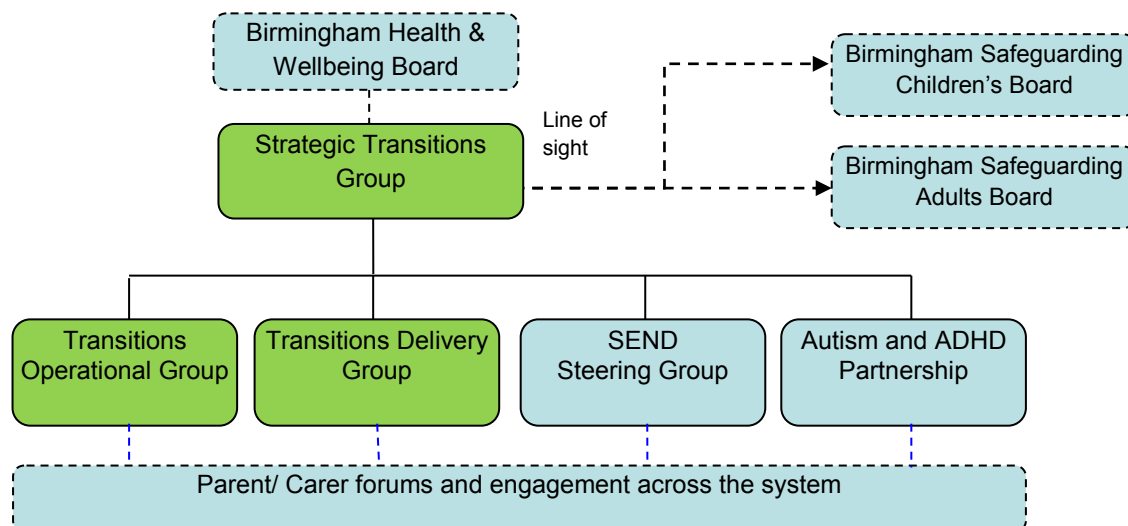 Birmingham Health &
Wellbeing Board
Birmingham Safeguarding
Children’s Board
Line of
sight
Strategic Transitions
Group
Birmingham Safeguarding
Adults Board
Transitions
Operational Group
Transitions Delivery
Group
SEND
Steering Group
Autism and ADHD
Partnership
Parent/ Carer forums and engagement across the system